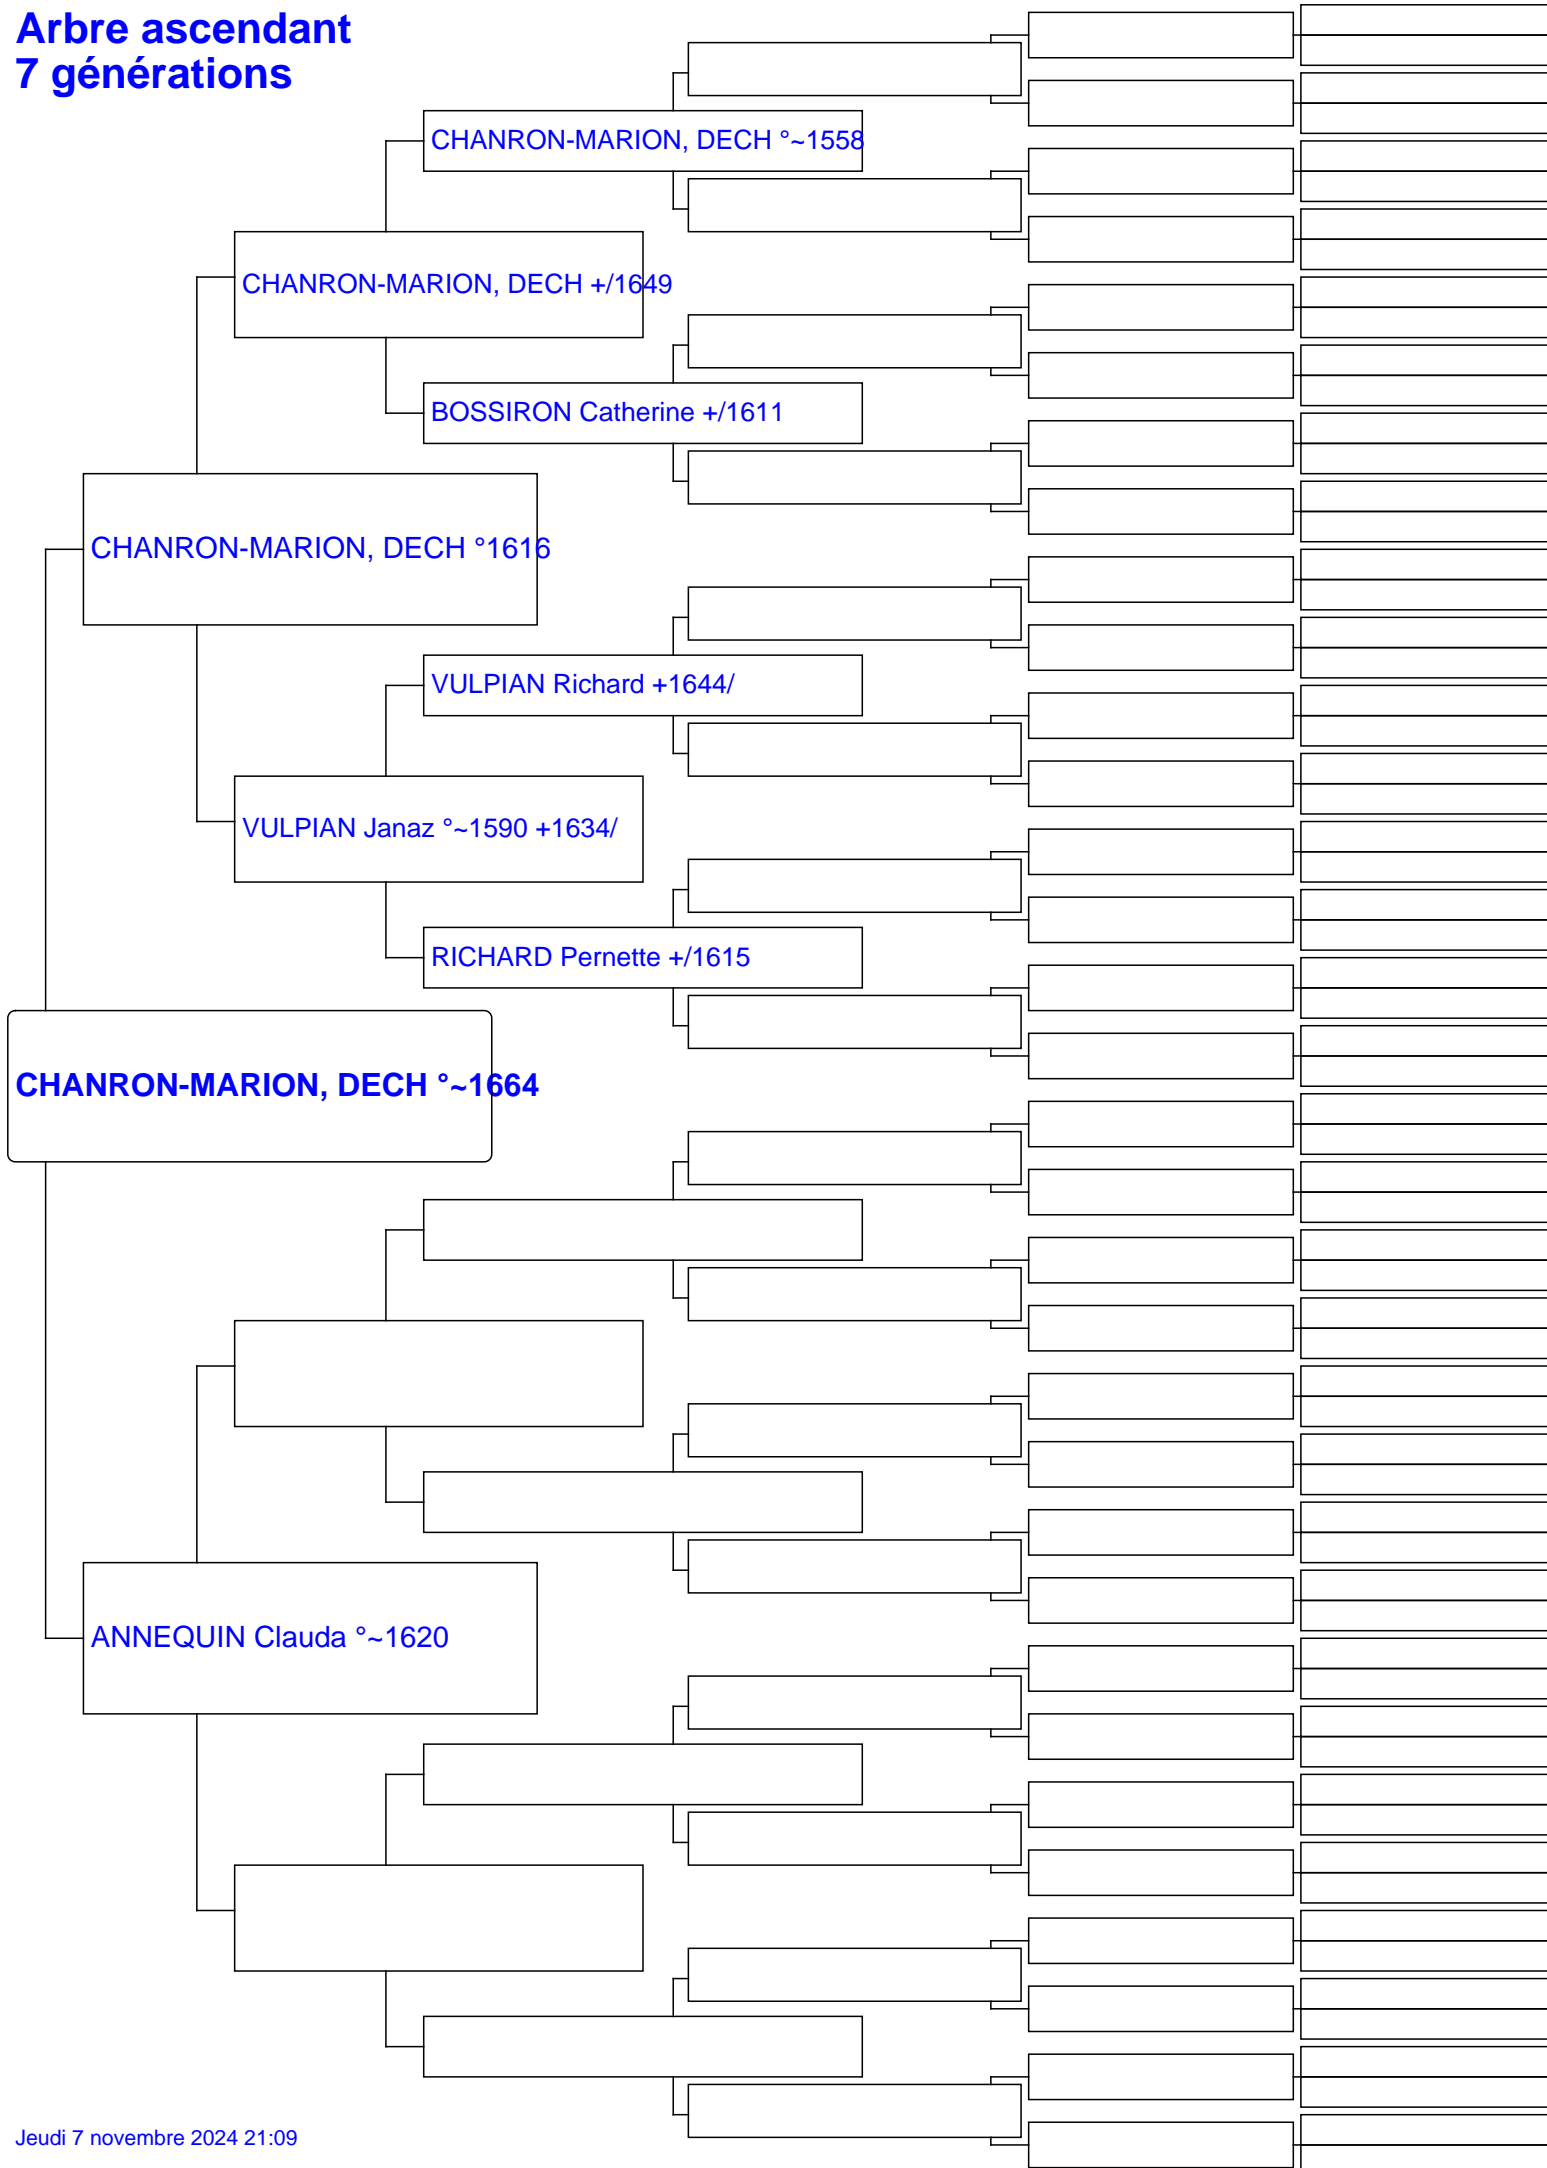 Arbre ascendant
7 générations
CHANRON-MARION, DECH °~1558
CHANRON-MARION, DECH +/1649
BOSSIRON Catherine +/1611
CHANRON-MARION, DECH °1616
VULPIAN Richard +1644/
VULPIAN Janaz °~1590 +1634/
RICHARD Pernette +/1615
CHANRON-MARION, DECH °~1664
ANNEQUIN Clauda °~1620
Jeudi 7 novembre 2024 21:09